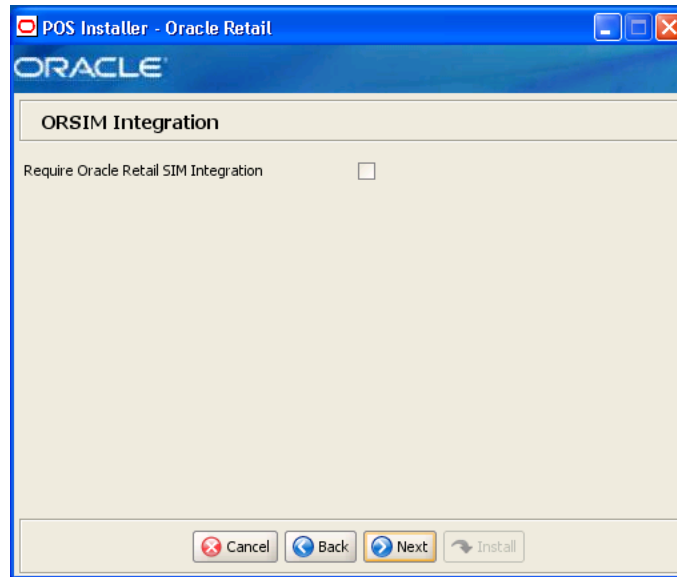 POS Installer - Oracle Retail
ORACLE
ORSIM Integration
Require Oracle Retail SIM Integration
Cancel Back Next Install